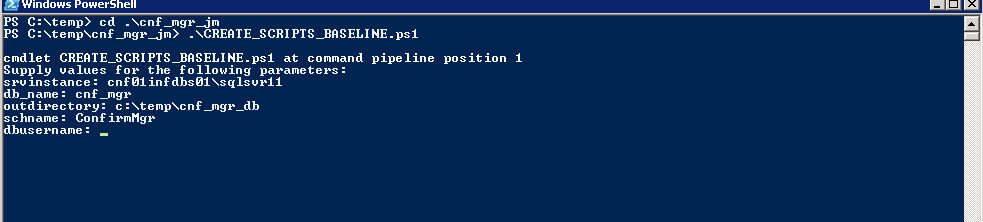 Windows PowerShell
PS C:\temp> cd .\cnf_mgr_jm
PS C:\temp\cnf_mgr_jm> .\CREATE_SCRIPTS_BASELINE.ps1
cmdlet CREATE_SCRIPTS_BASELINE.ps1 at command pipeline position 1
Supply values for the following parameters:
srvinstance: cnf01infdbs01\sqlsvr11
db_name: cnf_mgr
outdirectory: c:\temp\cnf_mgr_db
schname: ConfirmMgr
dbusername: _